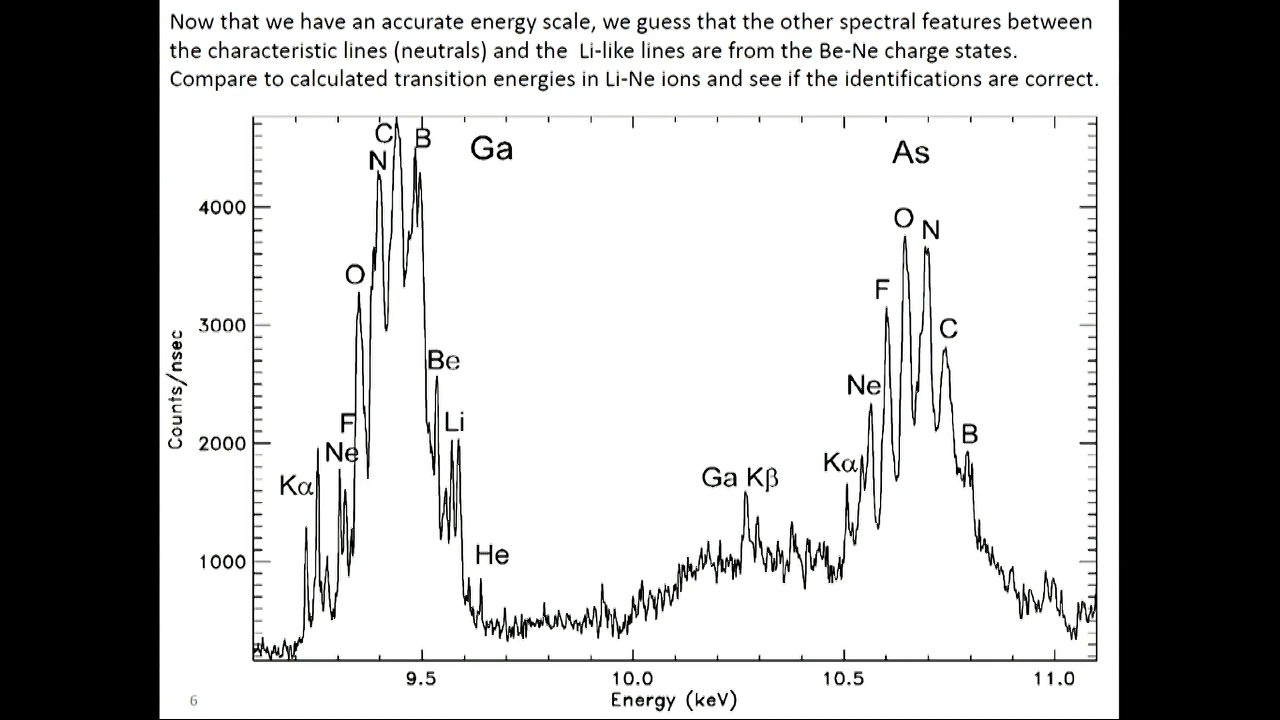 Now that we have an accurate energy scale, we guess that the other spectral features between
the characteristic lines (neutrals) and the Li-like lines are from the Be-Ne charge states.
Compare to calculated transition energies in Li-Ne ions and see if the identifications are correct.
C
B
Ga
As
N
4000
O
N
O
F
3000
C
Be
Ne
F
Li
B
2000
Ne
Kα
Ga Kβ
Kα
He
1000
Counts/nsec
9.5
10.0
10.5
11.0
Energy (keV)
6